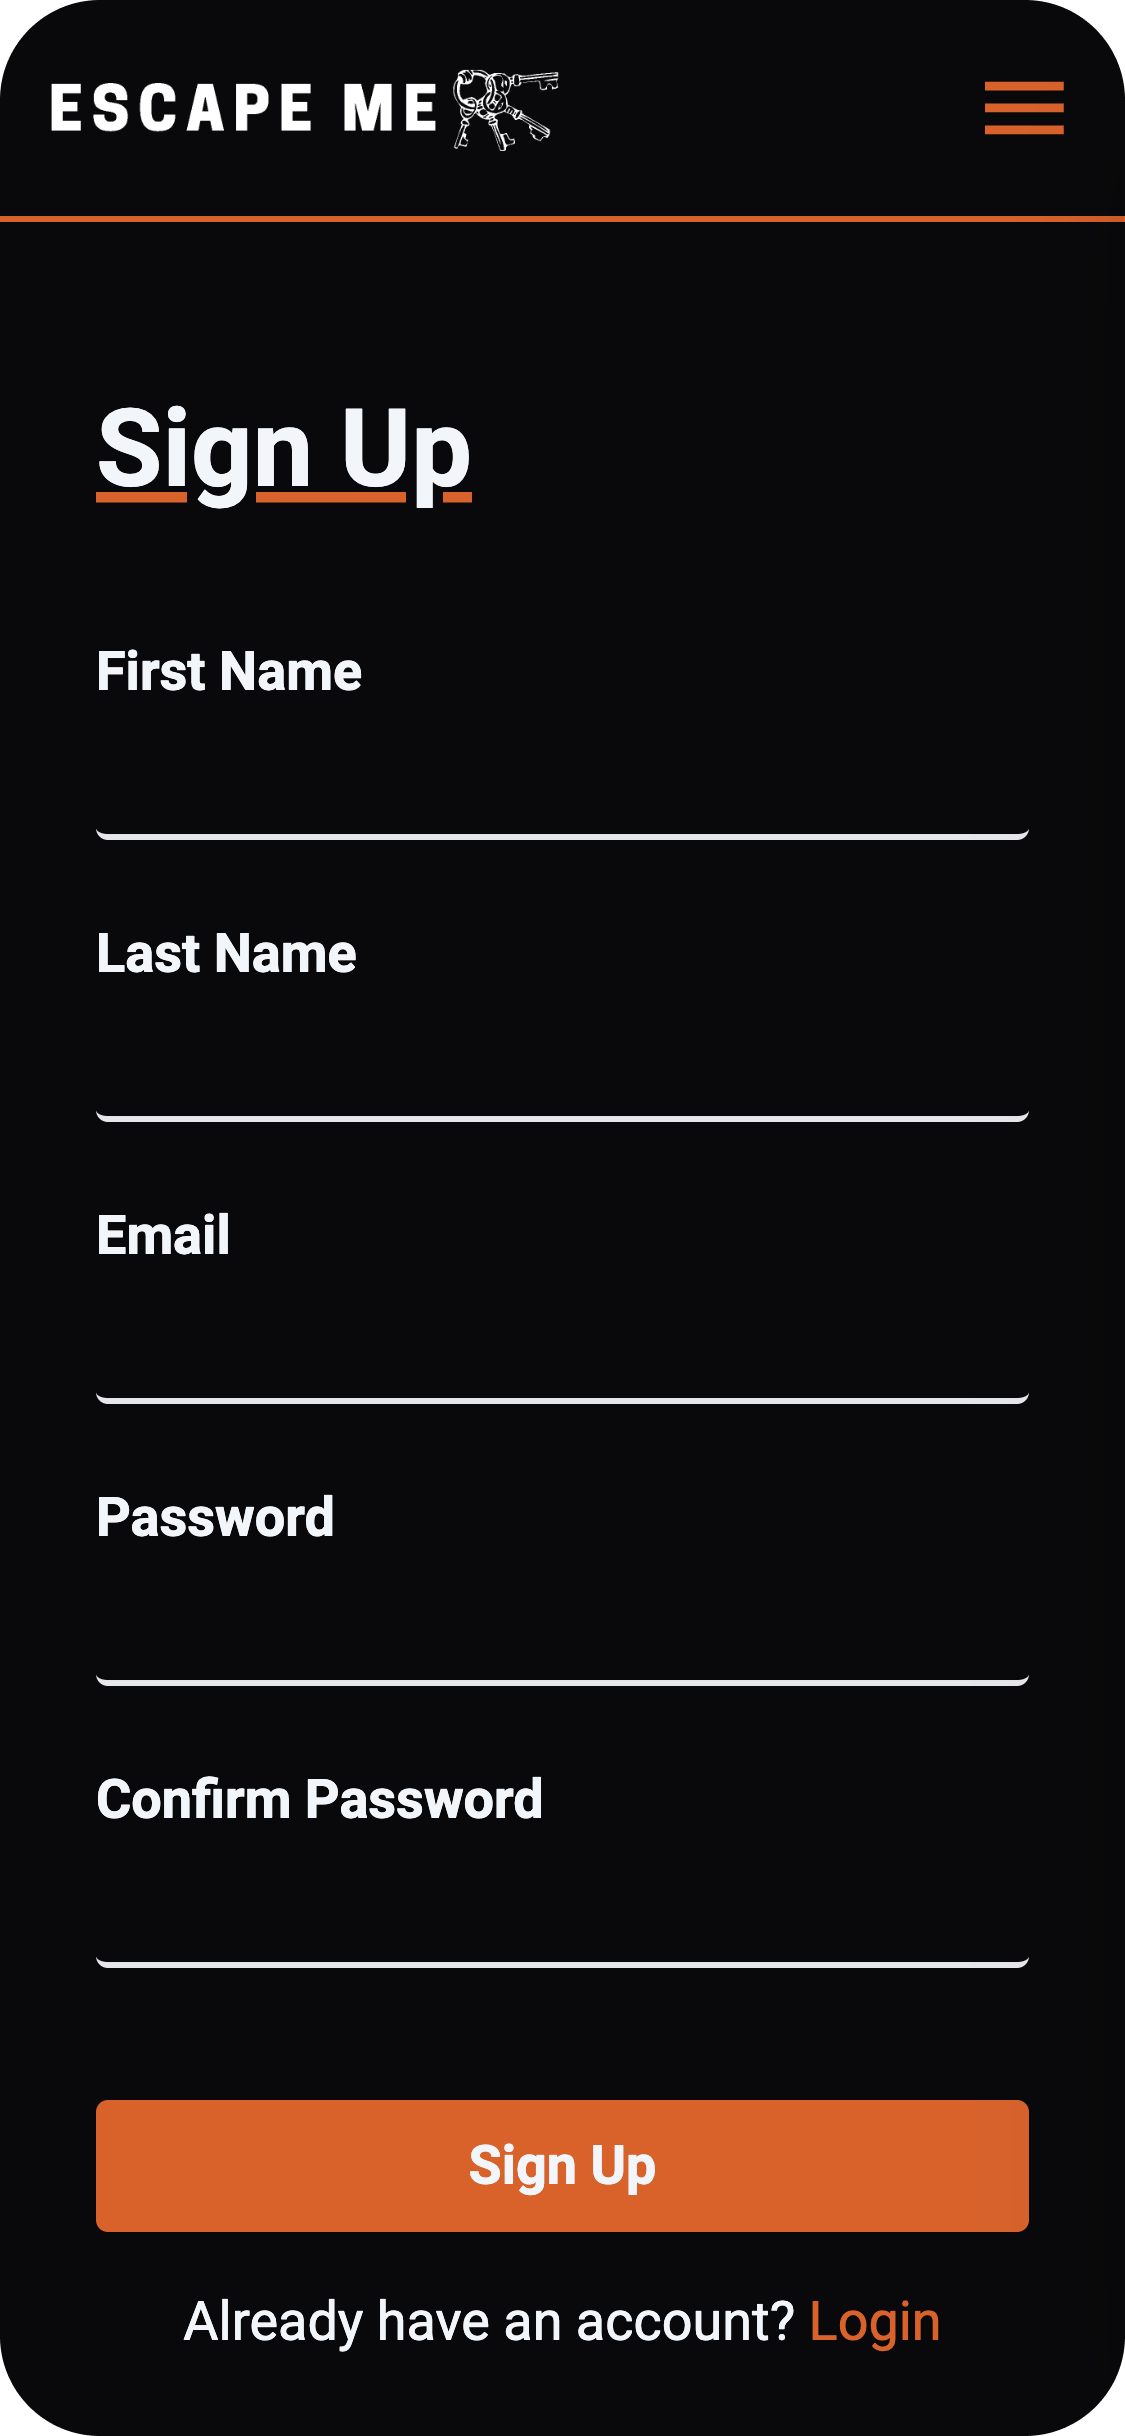 ESCAPE ME
Sign Up
First Name
Last Name
Email
Password
Confirm Password
Sign Up
Already have an account? Login